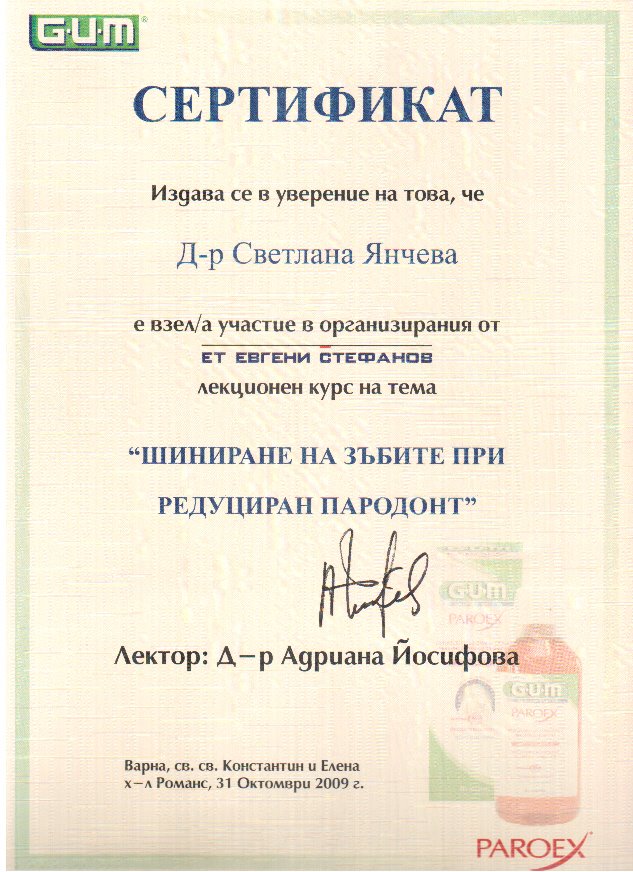 G·U·M®
СЕРТИФИКАТ
Издава се в уверение на това, че
Д-р Светлана Янчева
е взел/а участие в организирания от
ЕТ ЕВГЕНИ СТЕФАНОВ
лекционен курс на тема
“ШИНИРАНЕ НА ЗЪБИТЕ ПРИ
РЕДУЦИРАН ПАРОДОНТ”
G·U·M
PAROEX
Лектор: Д–р Адриана Йосифова
G·U·M
PAROEX
Варна, св. св. Константин и Елена
х–л Романс, 31 Октомври 2009 г.
PAROEX